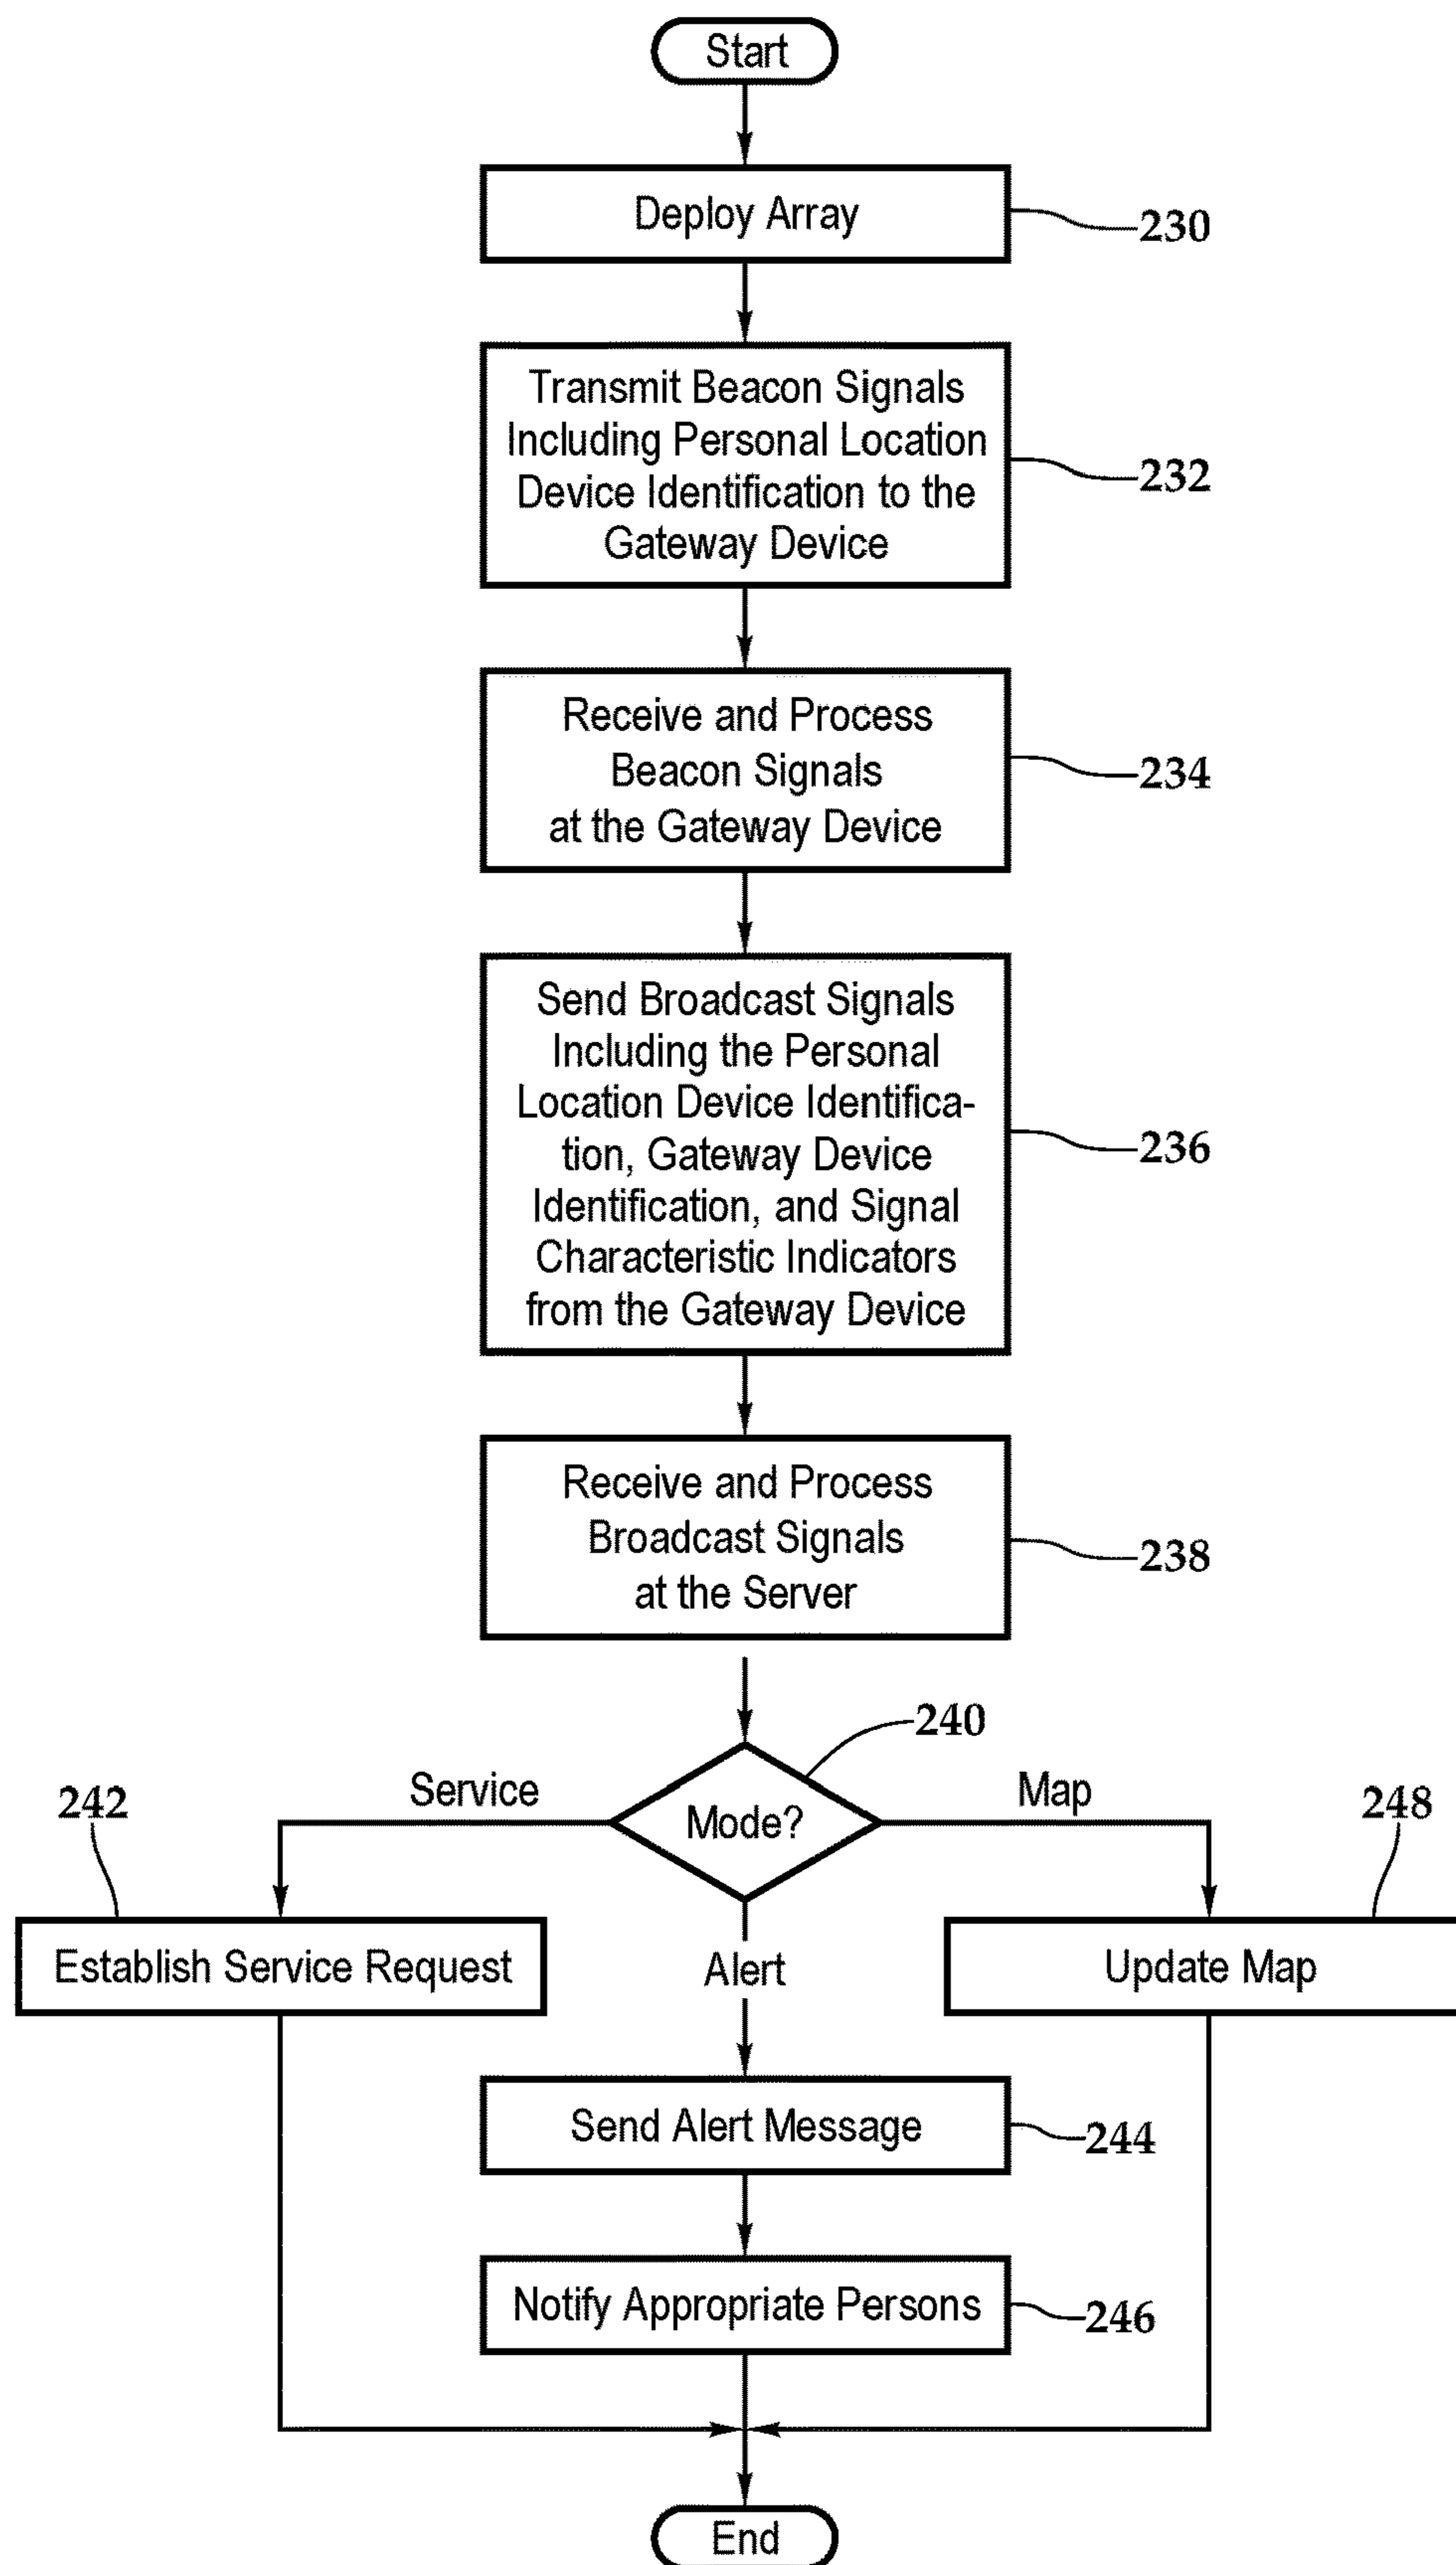 Start
Deploy Array
230
Transmit Beacon Signals
Including Personal Location
Device Identification to the
Gateway Device
232
Receive and Process
Beacon Signals
at the Gateway Device
234
Send Broadcast Signals
Including the Personal
Location Device Identifica-
tion, Gateway Device
Identification, and Signal
Characteristic Indicators
from the Gateway Device
236
Receive and Process
Broadcast Signals
at the Server
238
240
Service
Mode?
Map
242
248
Establish Service Request
Alert
Update Map
Send Alert Message
244
Notify Appropriate Persons
246
End